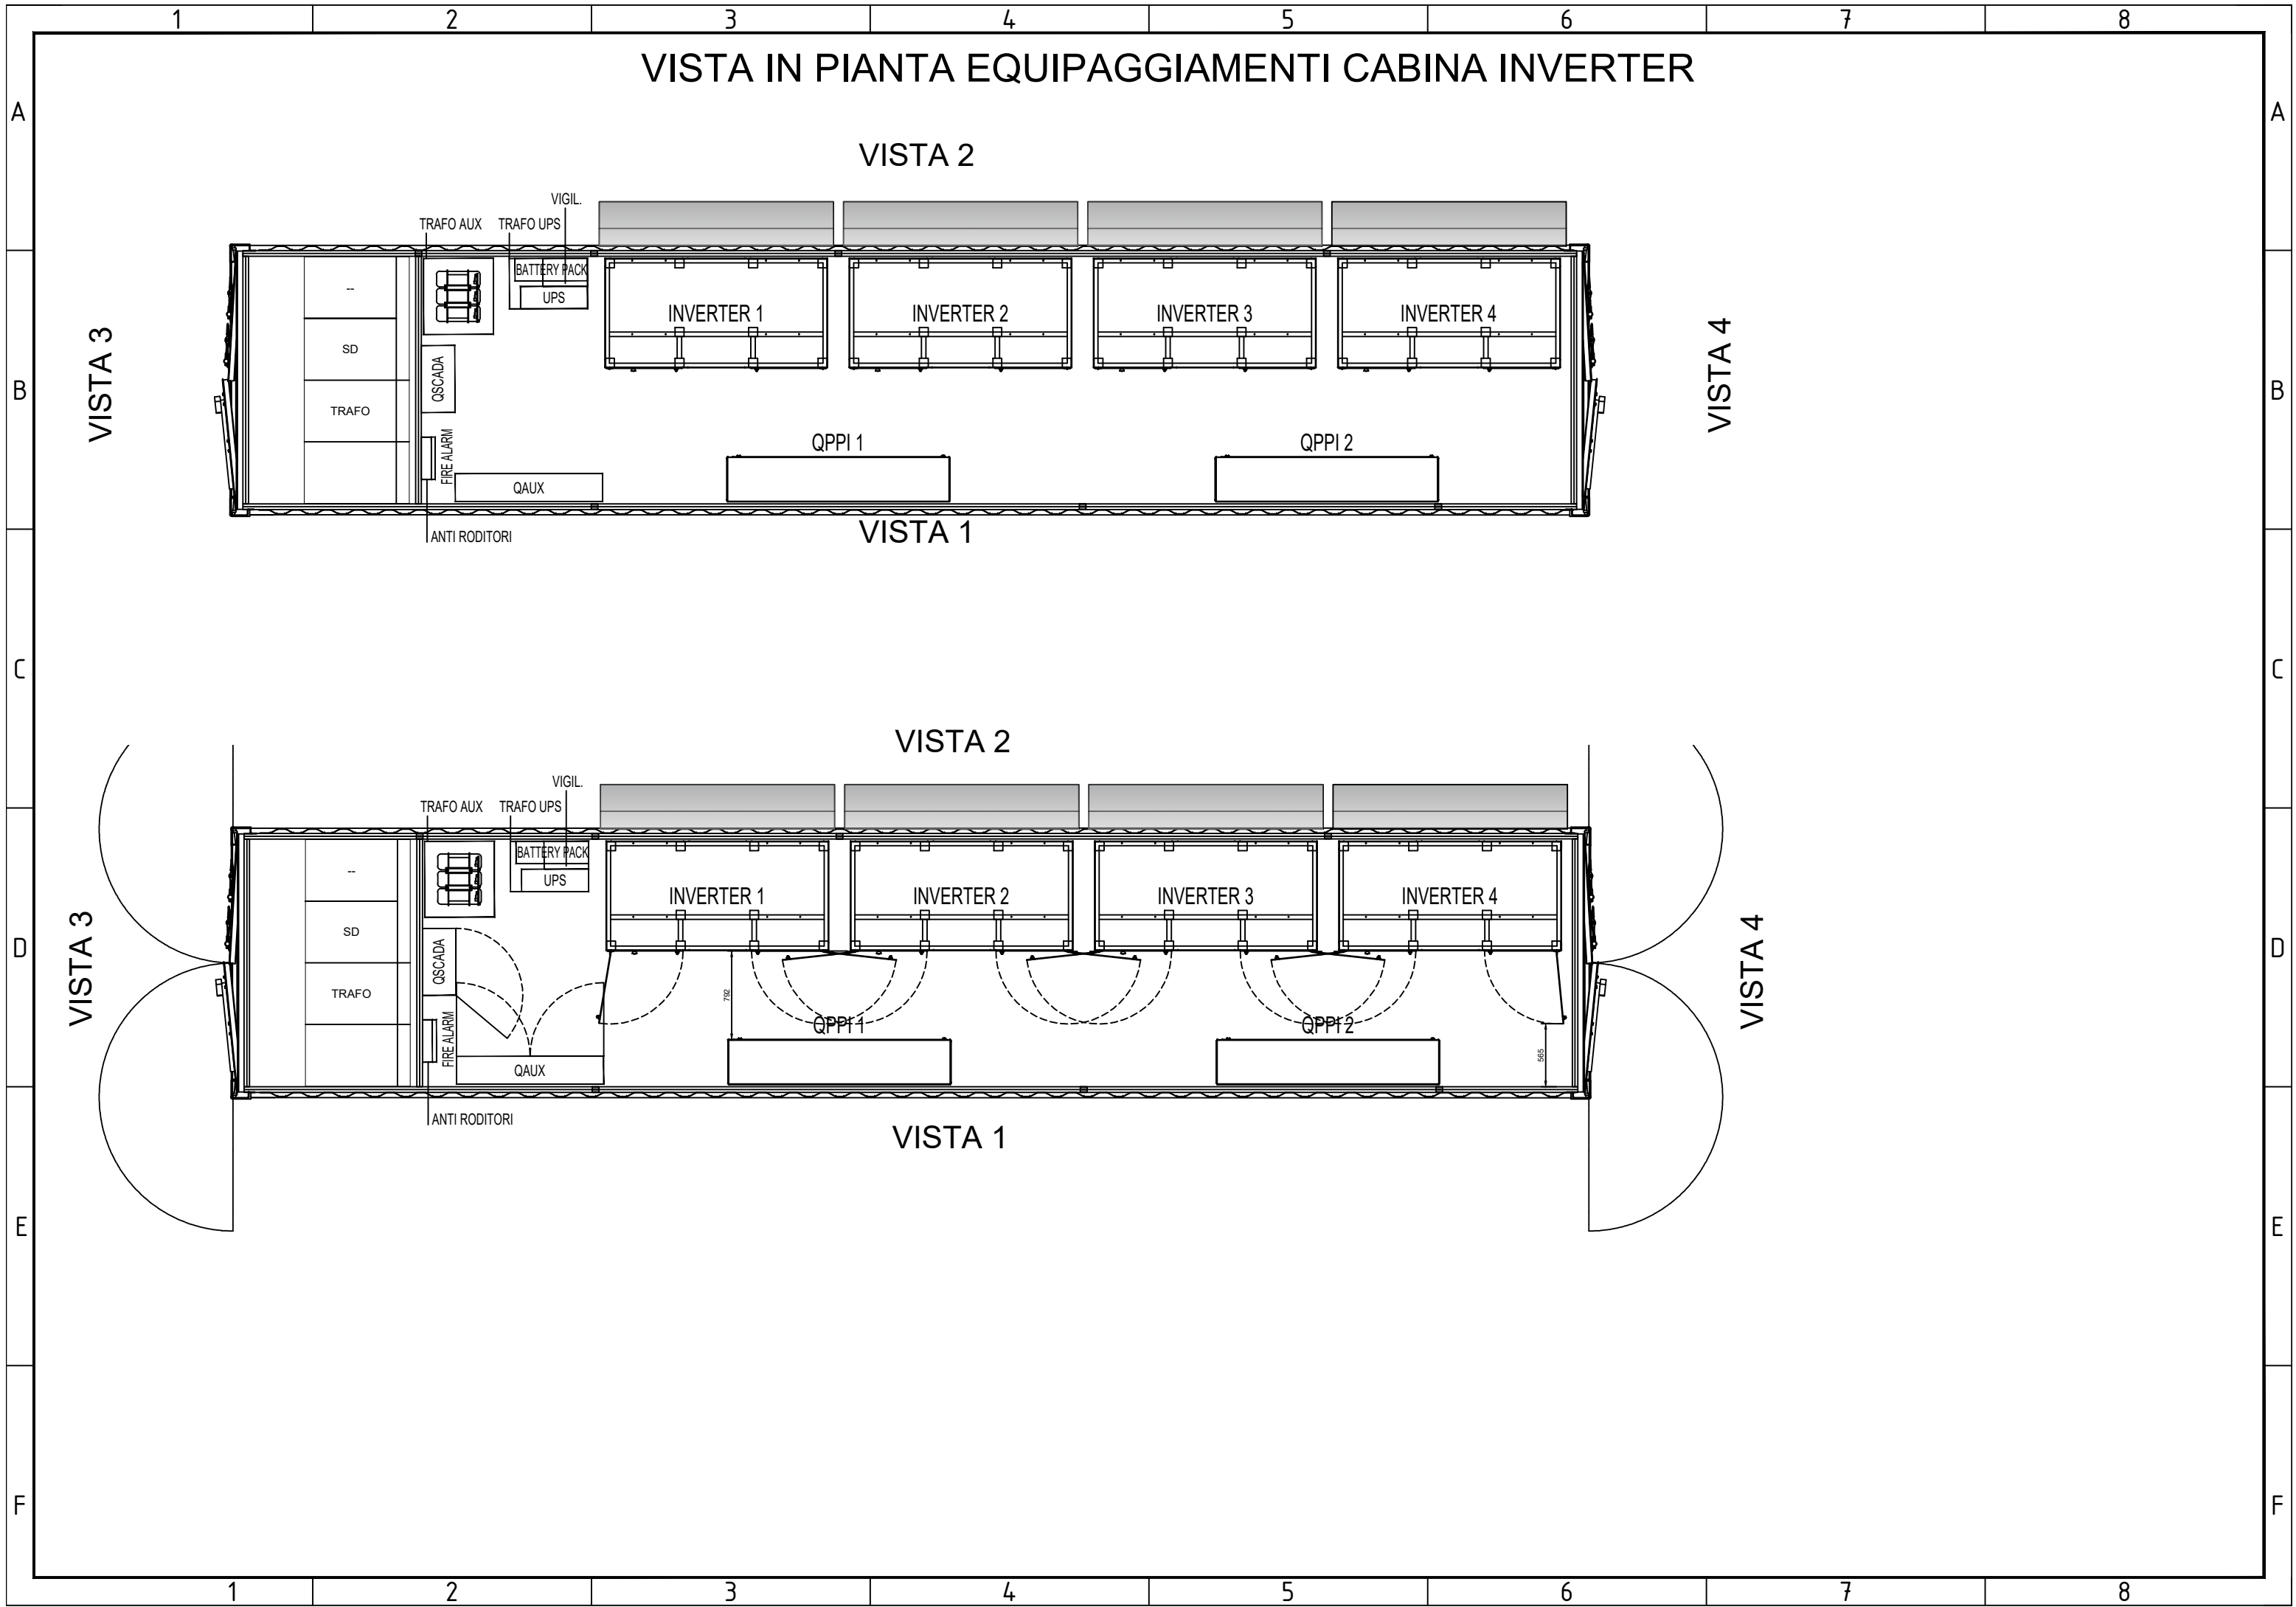 1 2 3 4 5 6 7 8
VISTA IN PIANTA EQUIPAGGIAMENTI CABINA INVERTER
A A
VISTA 2
VIGIL.
TRAFO AUX TRAFO UPS
BATTERY PACK
UPS
--
SD
TRAFO
INVERTER 1 INVERTER 2 INVERTER 3 INVERTER 4
VISTA 3
VISTA 4
B B
QSCADA
FIRE ALARM
QPPI 1 QPPI 2
QAUX
ANTI RODITORI
VISTA 1
C C
VISTA 2
VIGIL.
TRAFO AUX TRAFO UPS
BATTERY PACK
UPS
--
SD
TRAFO
INVERTER 1 INVERTER 2 INVERTER 3 INVERTER 4
VISTA 3
VISTA 4
D D
QSCADA
792
FIRE ALARM
QPPI 1 QPPI 2
565
QAUX
ANTI RODITORI
VISTA 1
E E
F F
1 2 3 4 5 6 7 8